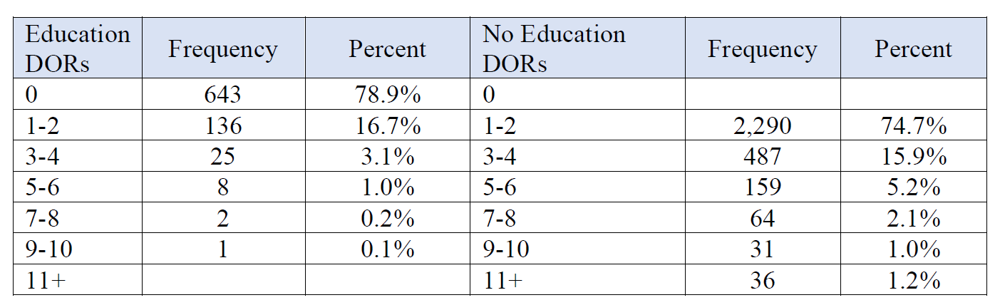 Education DORs Frequency Percent No Education DORs Frequency Percent
0 643 78.9% 0
1-2 136 16.7% 1-2 2,290 74.7%
3-4 25 3.1% 3-4 487 15.9%
5-6 8 1.0% 5-6 159 5.2%
7-8 2 0.2% 7-8 64 2.1%
9-10 1 0.1% 9-10 31 1.0%
11+ 11+ 36 1.2%